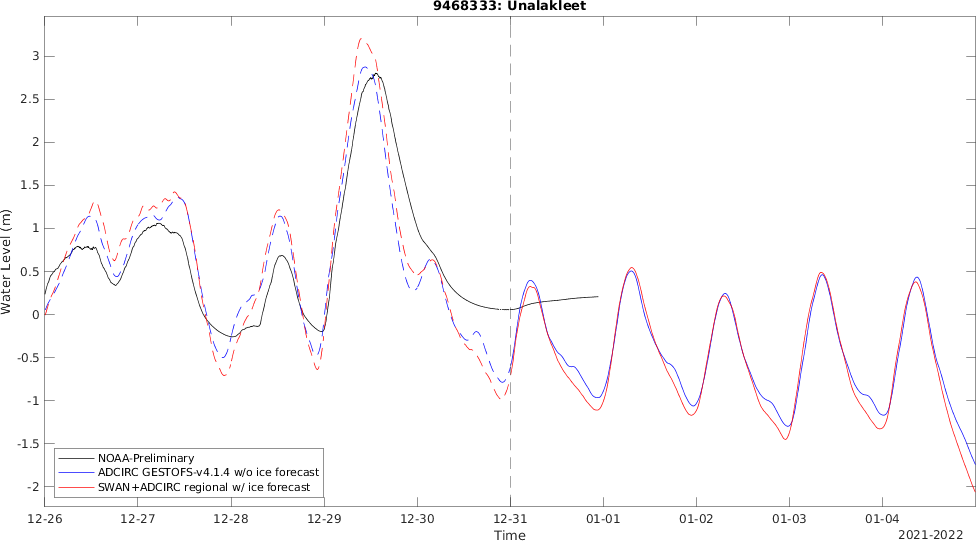 9468333: Unalakleet
Water Level (m)
3
2.5
2
1.5
1
0.5
0
-0.5
-1
-1.5
-2
NOAA-Preliminary
ADCIRC GESTOFS-v4.1.4 w/o ice forecast
SWAN+ADCIRC regional w/ ice forecast
12-26 12-27 12-28 12-29 12-30 12-31 01-01 01-02 01-03 01-04
Time
2021-2022